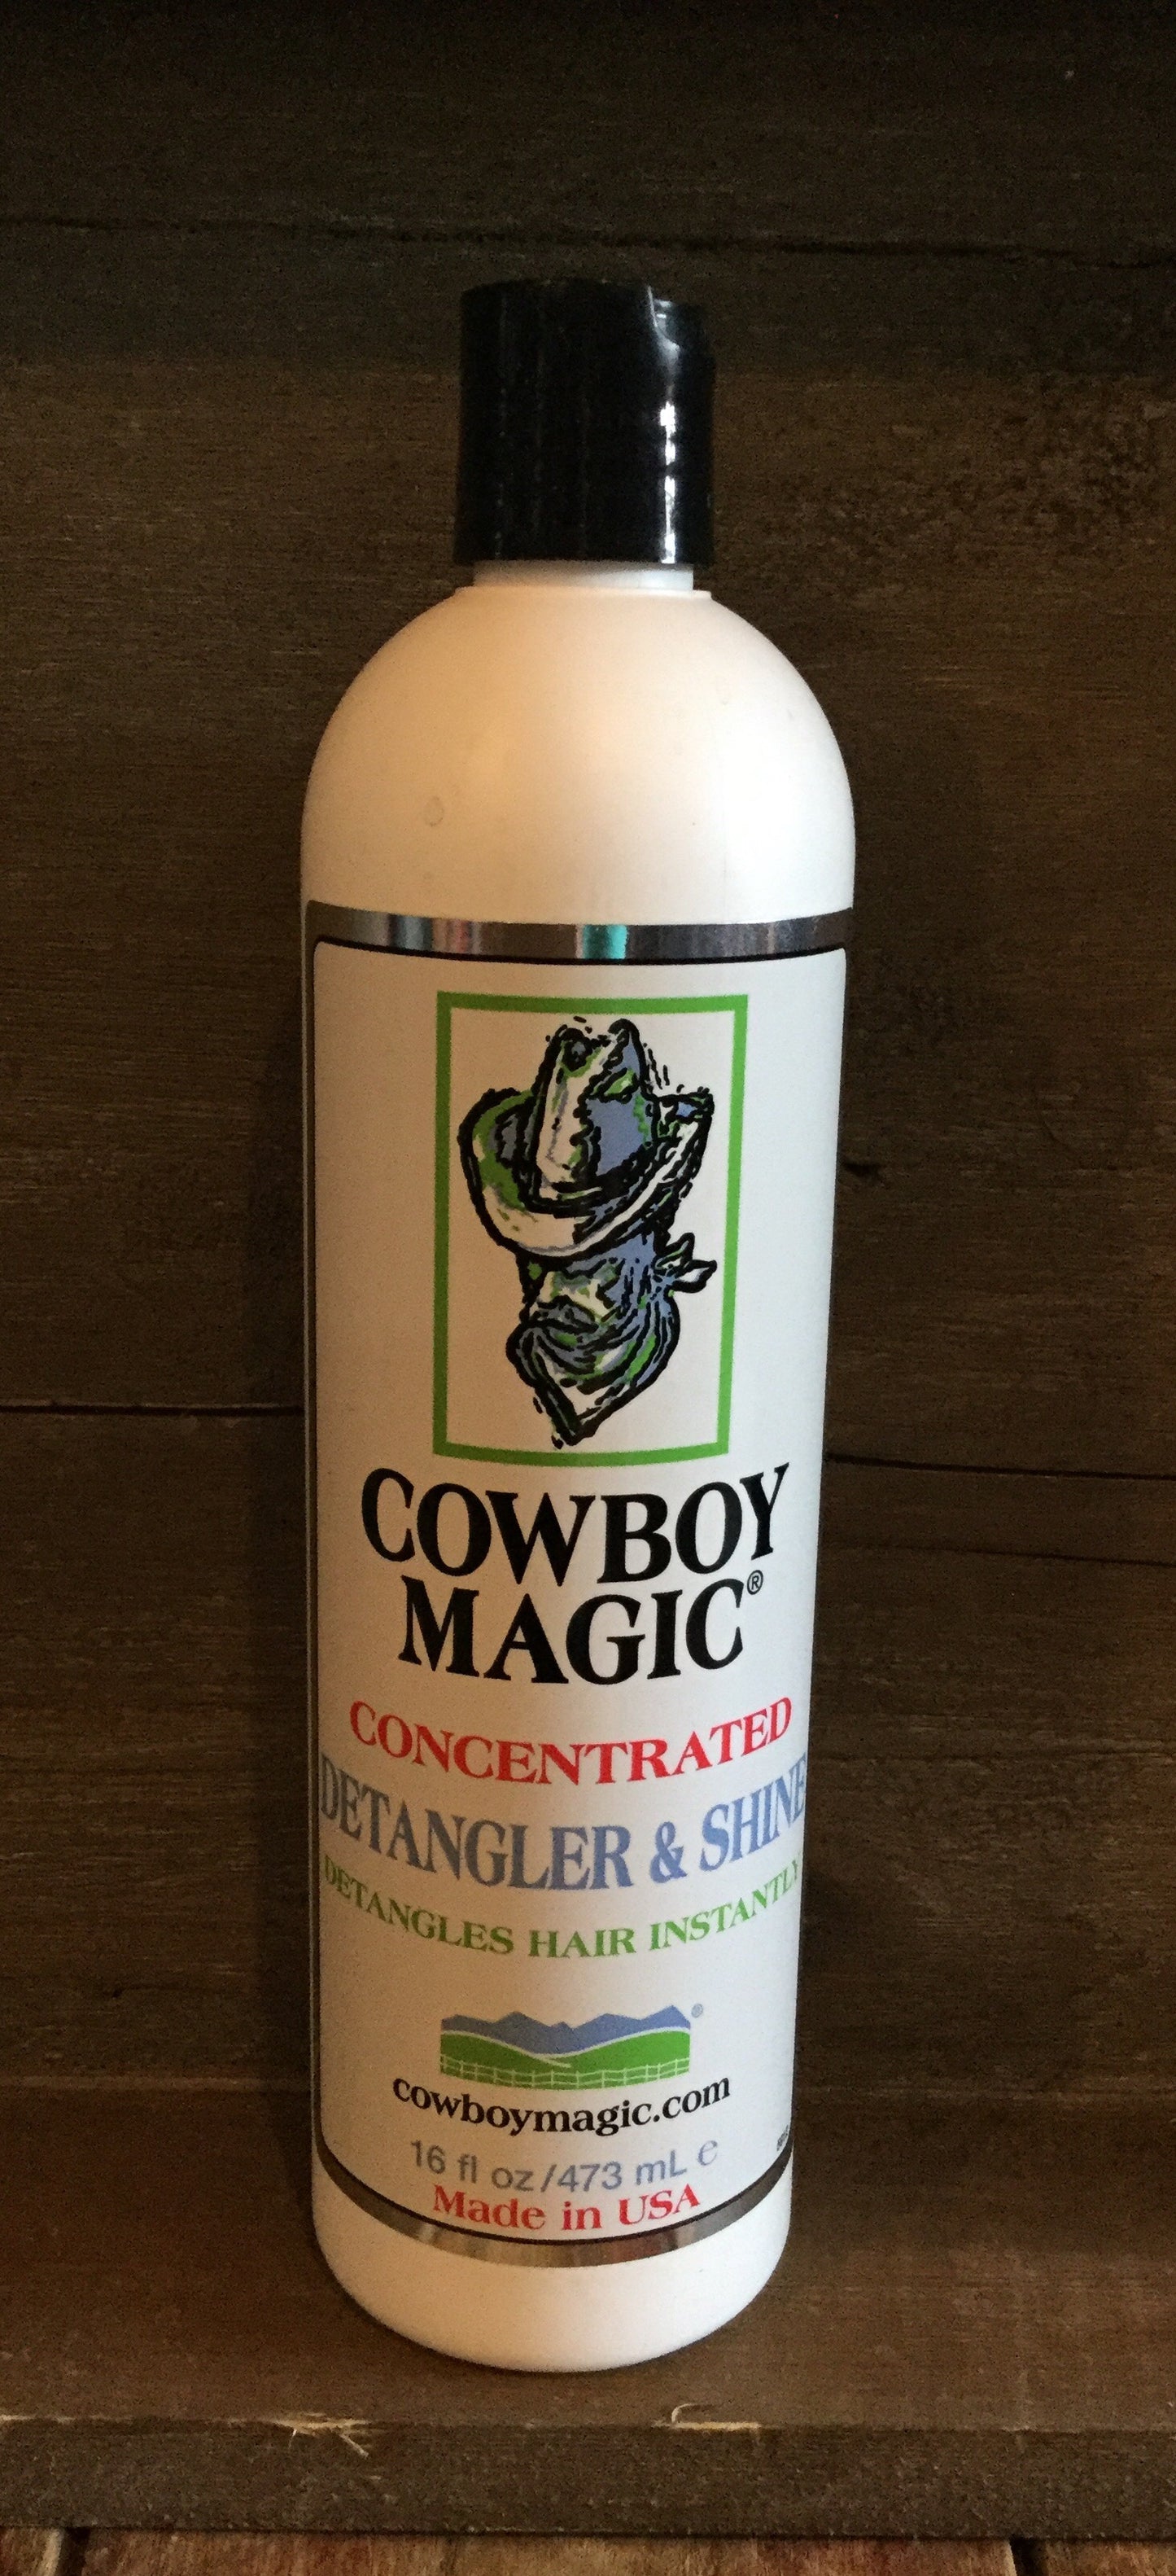 COWBOY
MAGIC®
CONCENTRATED
DETANGLER & SHINE
DETANGLES HAIR INSTANTLY
®
cowboymagic.com
16 fl oz/473 mL e
Made in USA